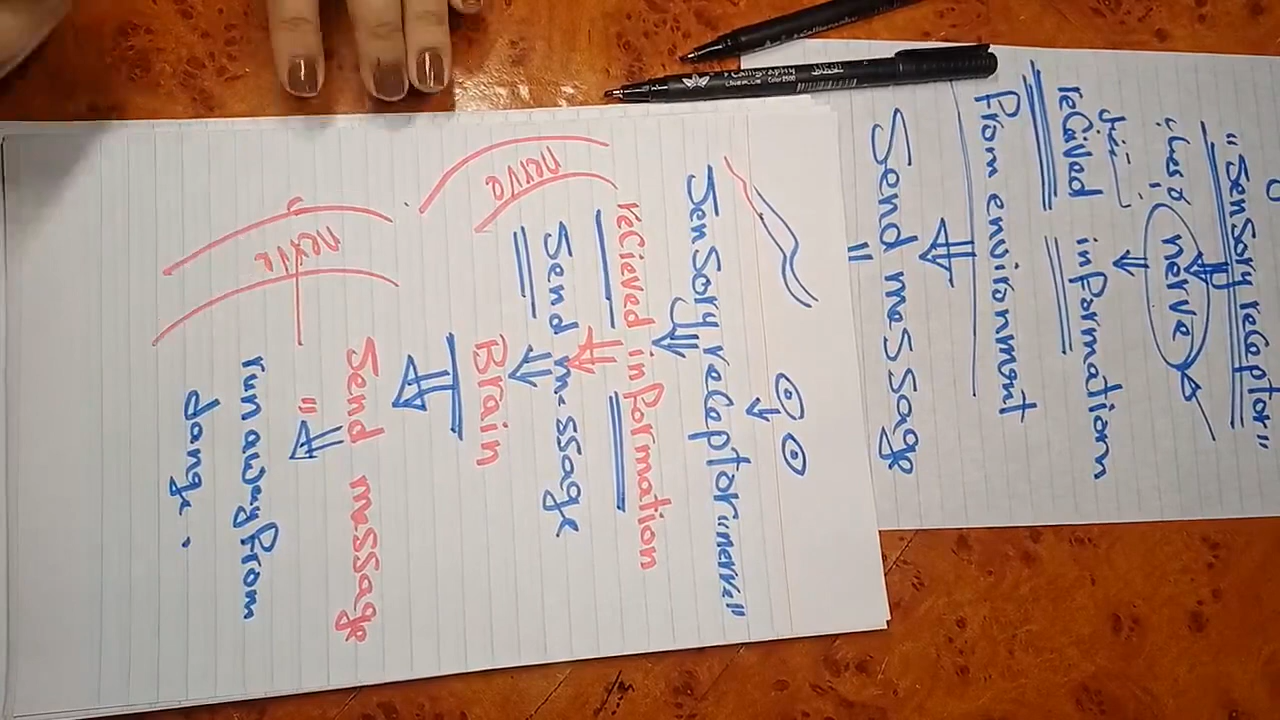 "Sensory receptor"
nerve
reCived information
From environment
Send message
Sensory receptor "nerve"
recieved information
nerve
Send message
Brain
Send message
nerve
run away from
dange.
Calligraphy